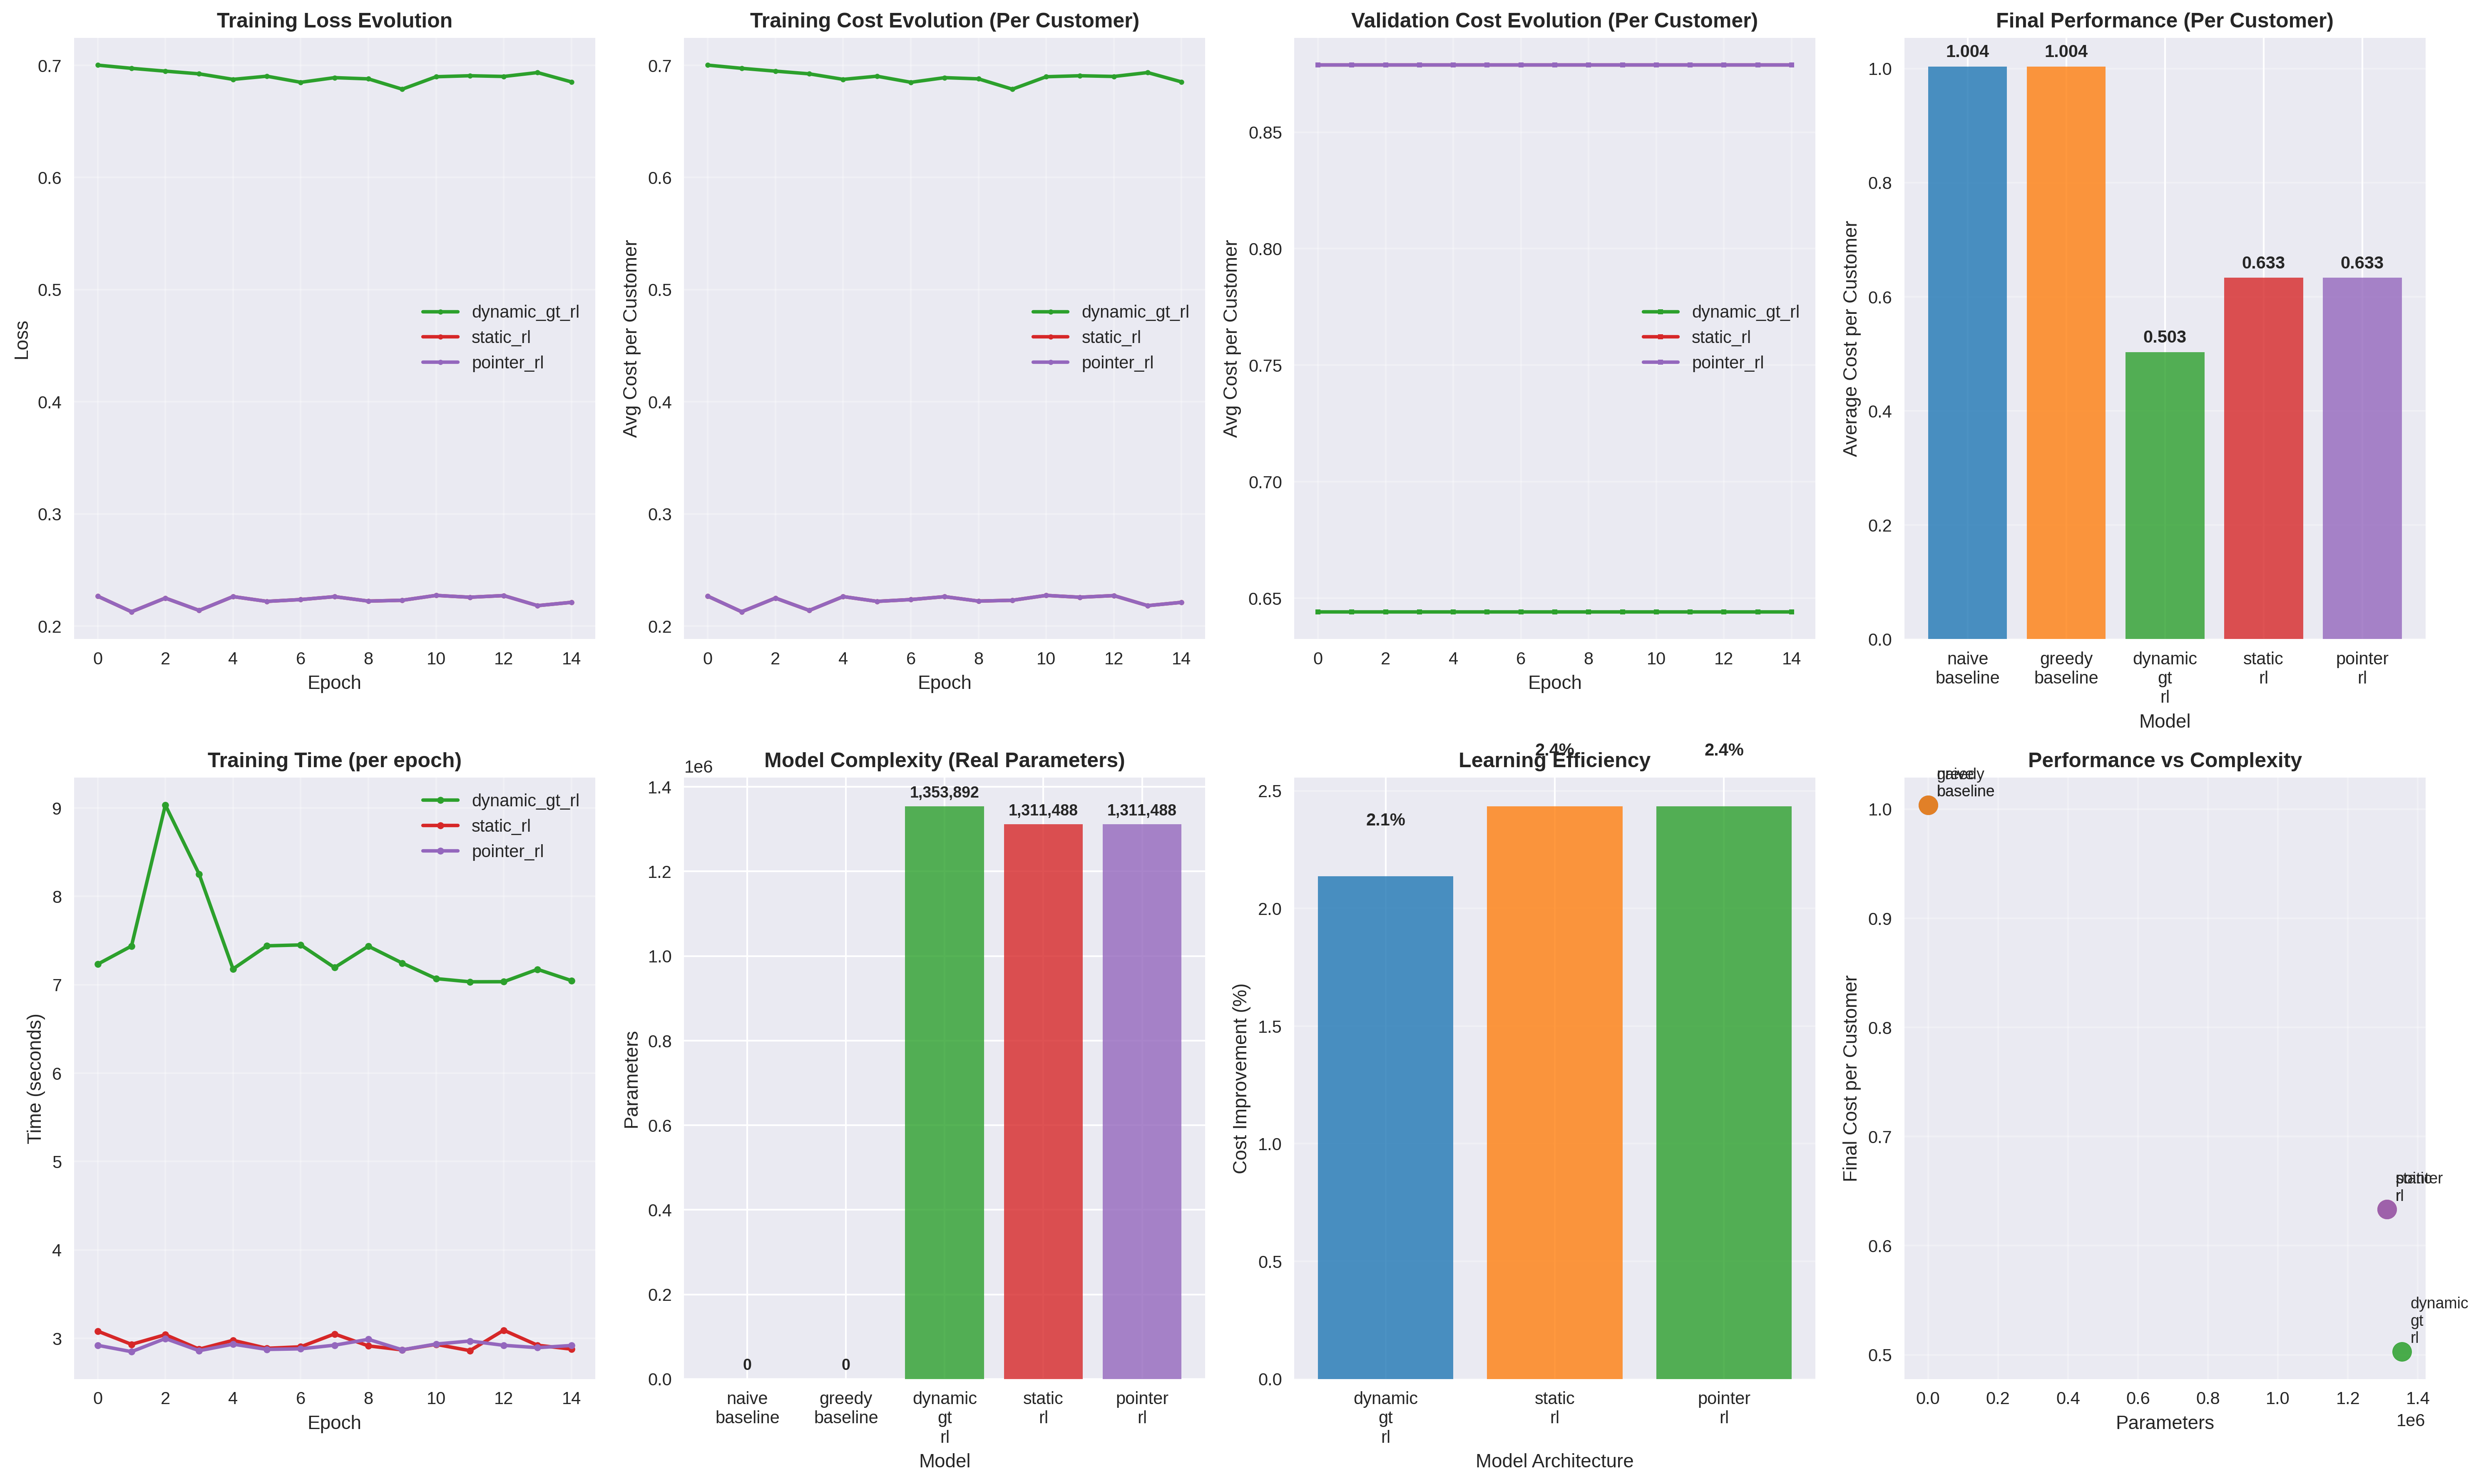 Training Loss Evolution
Loss
0.7
0.6
0.5
0.4
0.3
0.2
dynamic_gt_rl
static_rl
pointer_rl
0 2 4 6 8 10 12 14
Epoch
Training Cost Evolution (Per Customer)
Avg Cost per Customer
0.7
0.6
0.5
0.4
0.3
0.2
dynamic_gt_rl
static_rl
pointer_rl
0 2 4 6 8 10 12 14
Epoch
Validation Cost Evolution (Per Customer)
Avg Cost per Customer
0.85
0.80
0.75
0.70
0.65
dynamic_gt_rl
static_rl
pointer_rl
0 2 4 6 8 10 12 14
Epoch
Final Performance (Per Customer)
Average Cost per Customer
1.0
0.8
0.6
0.4
0.2
0.0
1.004 1.004 0.503 0.633 0.633
naive greedy dynamic static pointer
baseline baseline gt rl rl
rl
Model
Training Time (per epoch)
Time (seconds)
9
8
7
6
5
4
3
dynamic_gt_rl
static_rl
pointer_rl
0 2 4 6 8 10 12 14
Epoch
Model Complexity (Real Parameters)
1e6
Parameters
1.4
1.2
1.0
0.8
0.6
0.4
0.2
0.0
0 0 1,353,892 1,311,488 1,311,488
naive greedy dynamic static pointer
baseline baseline gt rl rl
rl
Model
Learning Efficiency
Cost Improvement (%)
2.5
2.0
1.5
1.0
0.5
0.0
2.1% 2.4% 2.4%
dynamic static pointer
gt rl rl
rl
Model Architecture
Performance vs Complexity
Final Cost per Customer
1.0
0.9
0.8
0.7
0.6
0.5
naive
greedy
baseline
static
pointer
rl
dynamic
gt
rl
0.0 0.2 0.4 0.6 0.8 1.0 1.2 1.4
1e6
Parameters